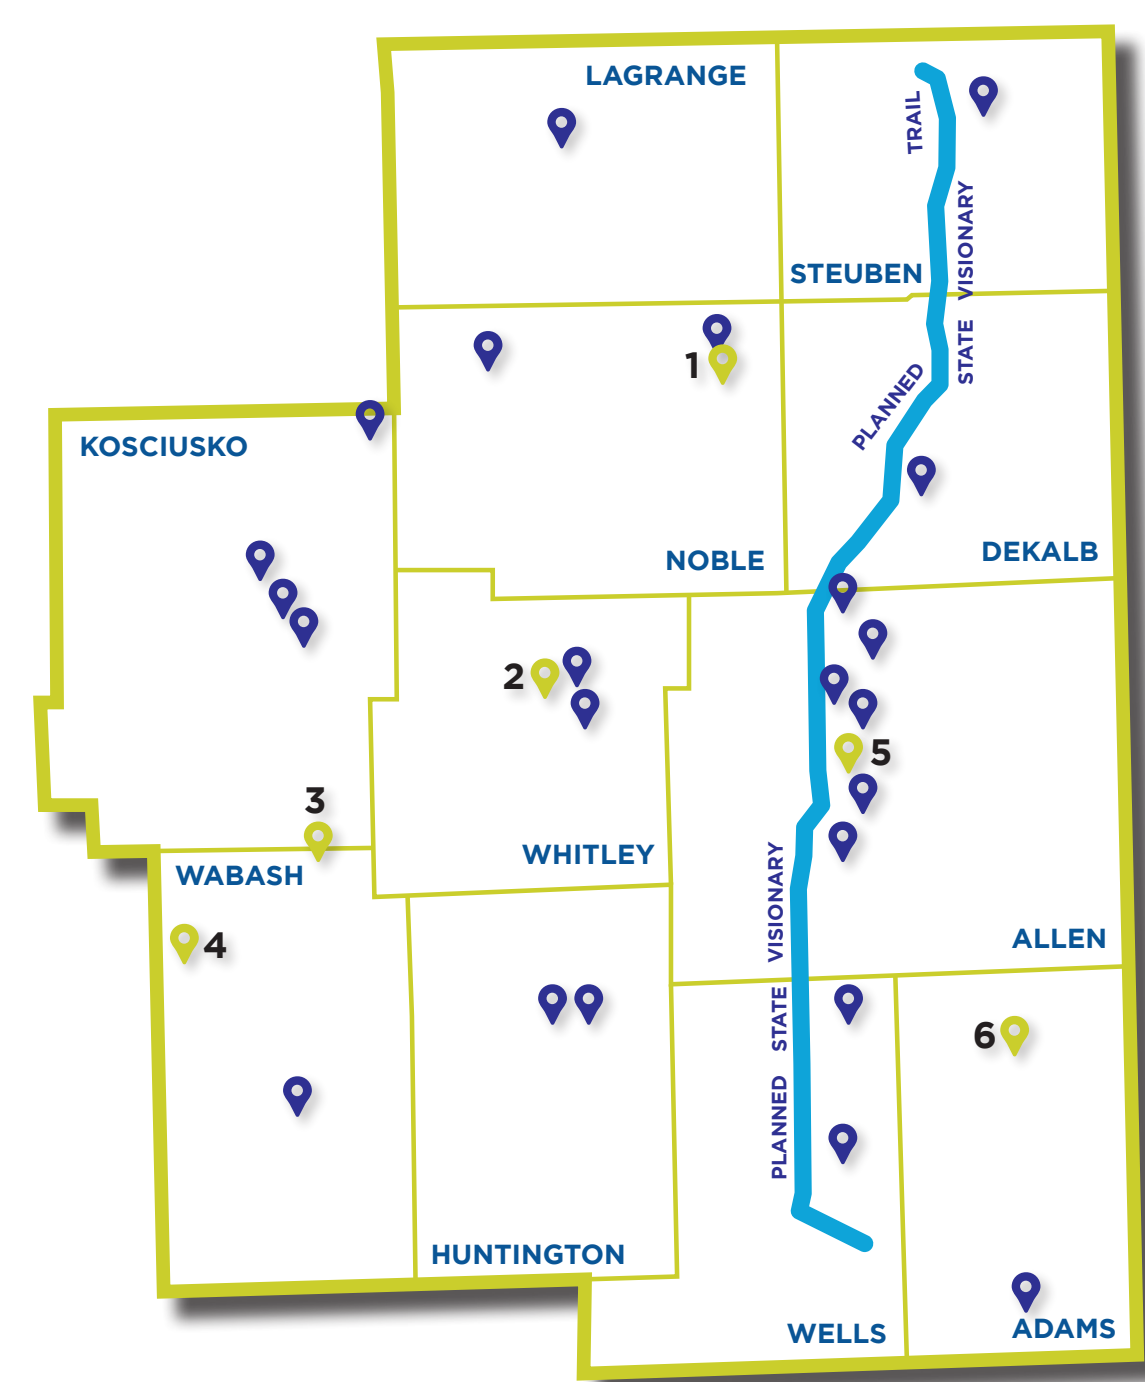 LAGRANGE
TRAIL
STATE VISIONARY
STEUBEN
1
PLANNED
KOSCIUSKO
DEKALB
NOBLE
2
5
3
WHITLEY
WABASH
4
ALLEN
PLANNED STATE VISIONARY
6
HUNTINGTON
WELLS
ADAMS